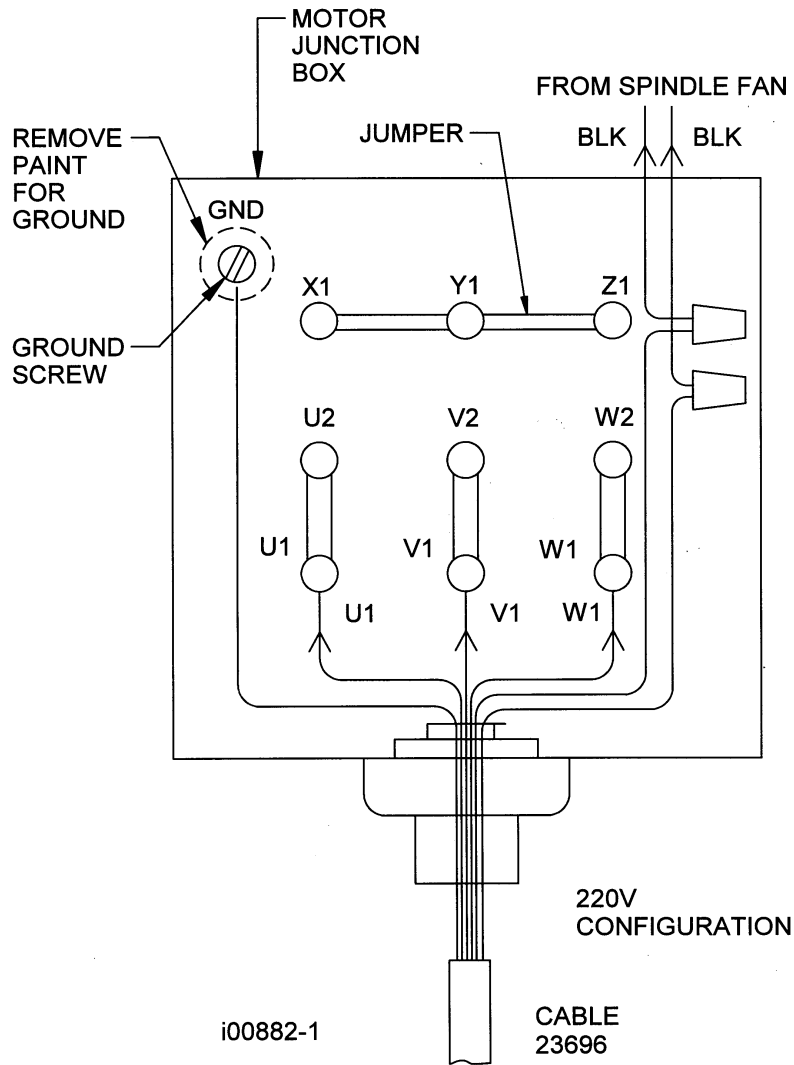 MOTOR
JUNCTION
BOX
FROM SPINDLE FAN
BLK
BLK
REMOVE
PAINT
FOR
GROUND
JUMPER
GND
X1
Y1
Z1
GROUND
SCREW
U2
V2
W2
U1
V1
W1
U1
V1
W1
220V
CONFIGURATION
i00882-1
CABLE
23696